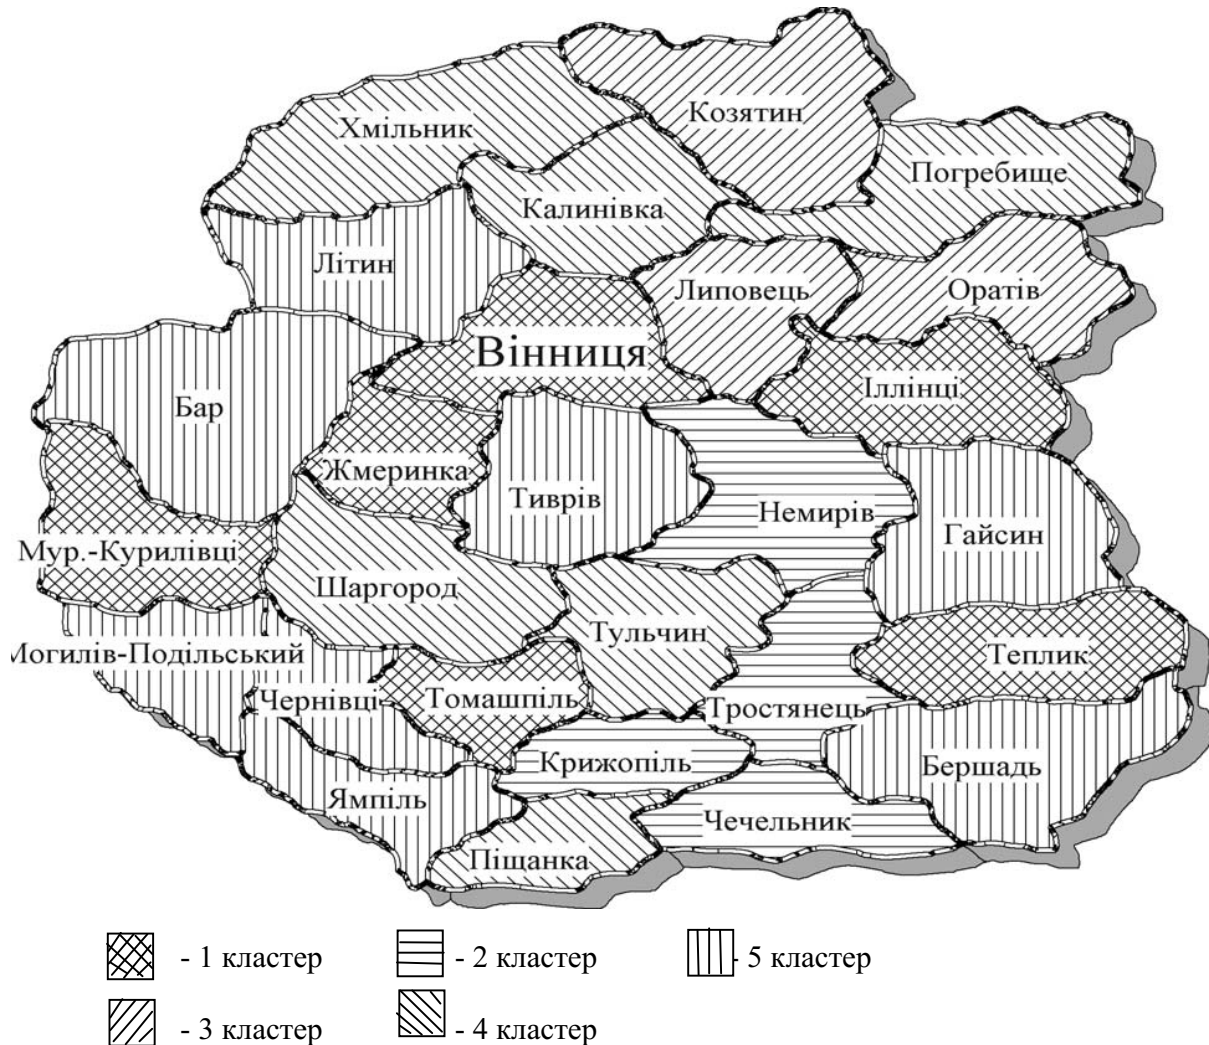 Козятин
Хмільник
Погребище
Калинівка
Літин
Липовець
Оратів
Вінниця
Іллінці
Бар
Жмеринка
Тиврів
Немирів
Гайсин
Мур.-Курилівці
Шаргород
Тульчин
Могилів-Подільський
Теплик
Чернівці
Томашпіль
Тростянець
Крижопіль
Бершадь
Ямпіль
Чечельник
Піщанка
- 1 кластер
- 2 кластер
- 5 кластер
- 3 кластер
- 4 кластер